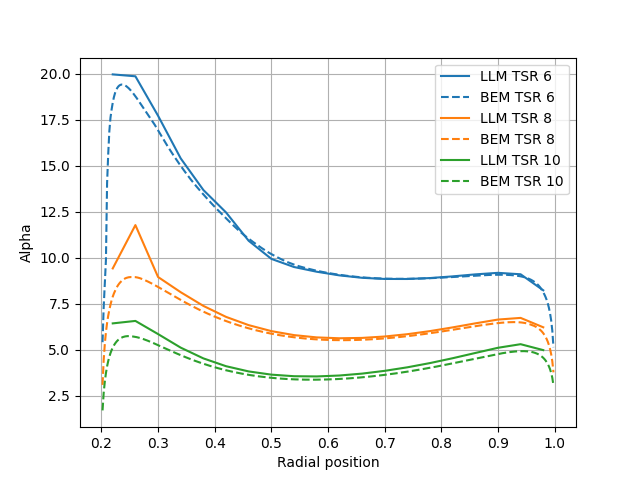 20.0
17.5
15.0
12.5
10.0
7.5
5.0
2.5
Alpha
LLM TSR 6
BEM TSR 6
LLM TSR 8
BEM TSR 8
LLM TSR 10
BEM TSR 10
0.2 0.3 0.4 0.5 0.6 0.7 0.8 0.9 1.0
Radial position